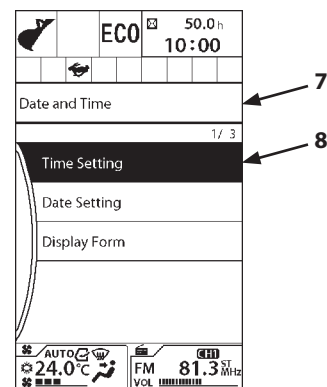 ECO 50.0 h
10:00
Date and Time 7
1/ 3
Time Setting 8
Date Setting
Display Form
AUTO CH1
24.0°C FM 81.3 ST MHz
VOL